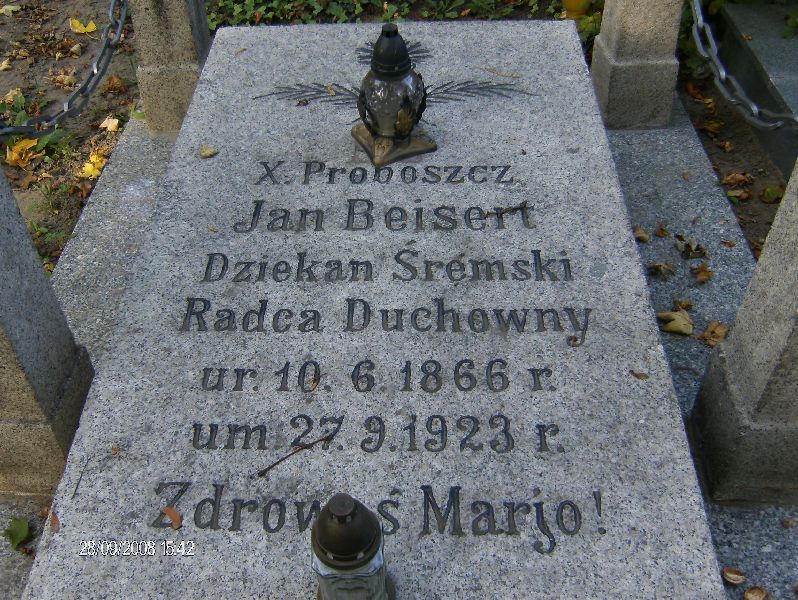 X. Proboszcz
Jan Beisert
Dziekan Śremski
Radca Duchowny
ur. 10. 6. 1866 r.
um 27. 9. 1923 r.
Zdrowaś Marjo!
28/09/2008 15:42